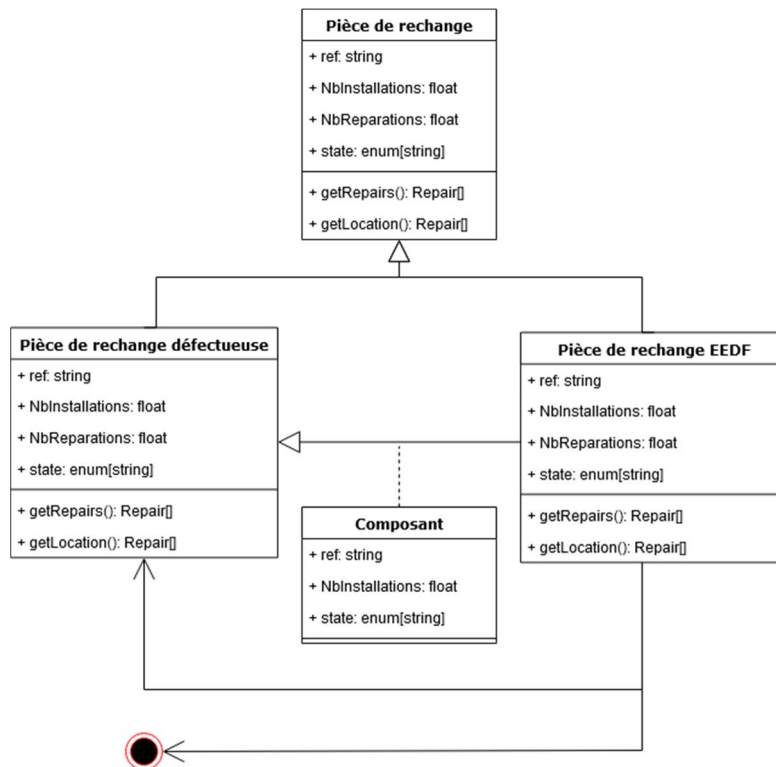 Pièce de rechange
+ ref: string
+ NbInstallations: float
+ NbReparations: float
+ state: enum[string]
+ getRepairs(): Repair[]
+ getLocation(): Repair[]
Pièce de rechange défectueuse
+ ref: string
+ NbInstallations: float
+ NbReparations: float
+ state: enum[string]
+ getRepairs(): Repair[]
+ getLocation(): Repair[]
Pièce de rechange EEDF
+ ref: string
+ NbInstallations: float
+ NbReparations: float
+ state: enum[string]
+ getRepairs(): Repair[]
+ getLocation(): Repair[]
Composant
+ ref: string
+ NbInstallations: float
+ state: enum[string]